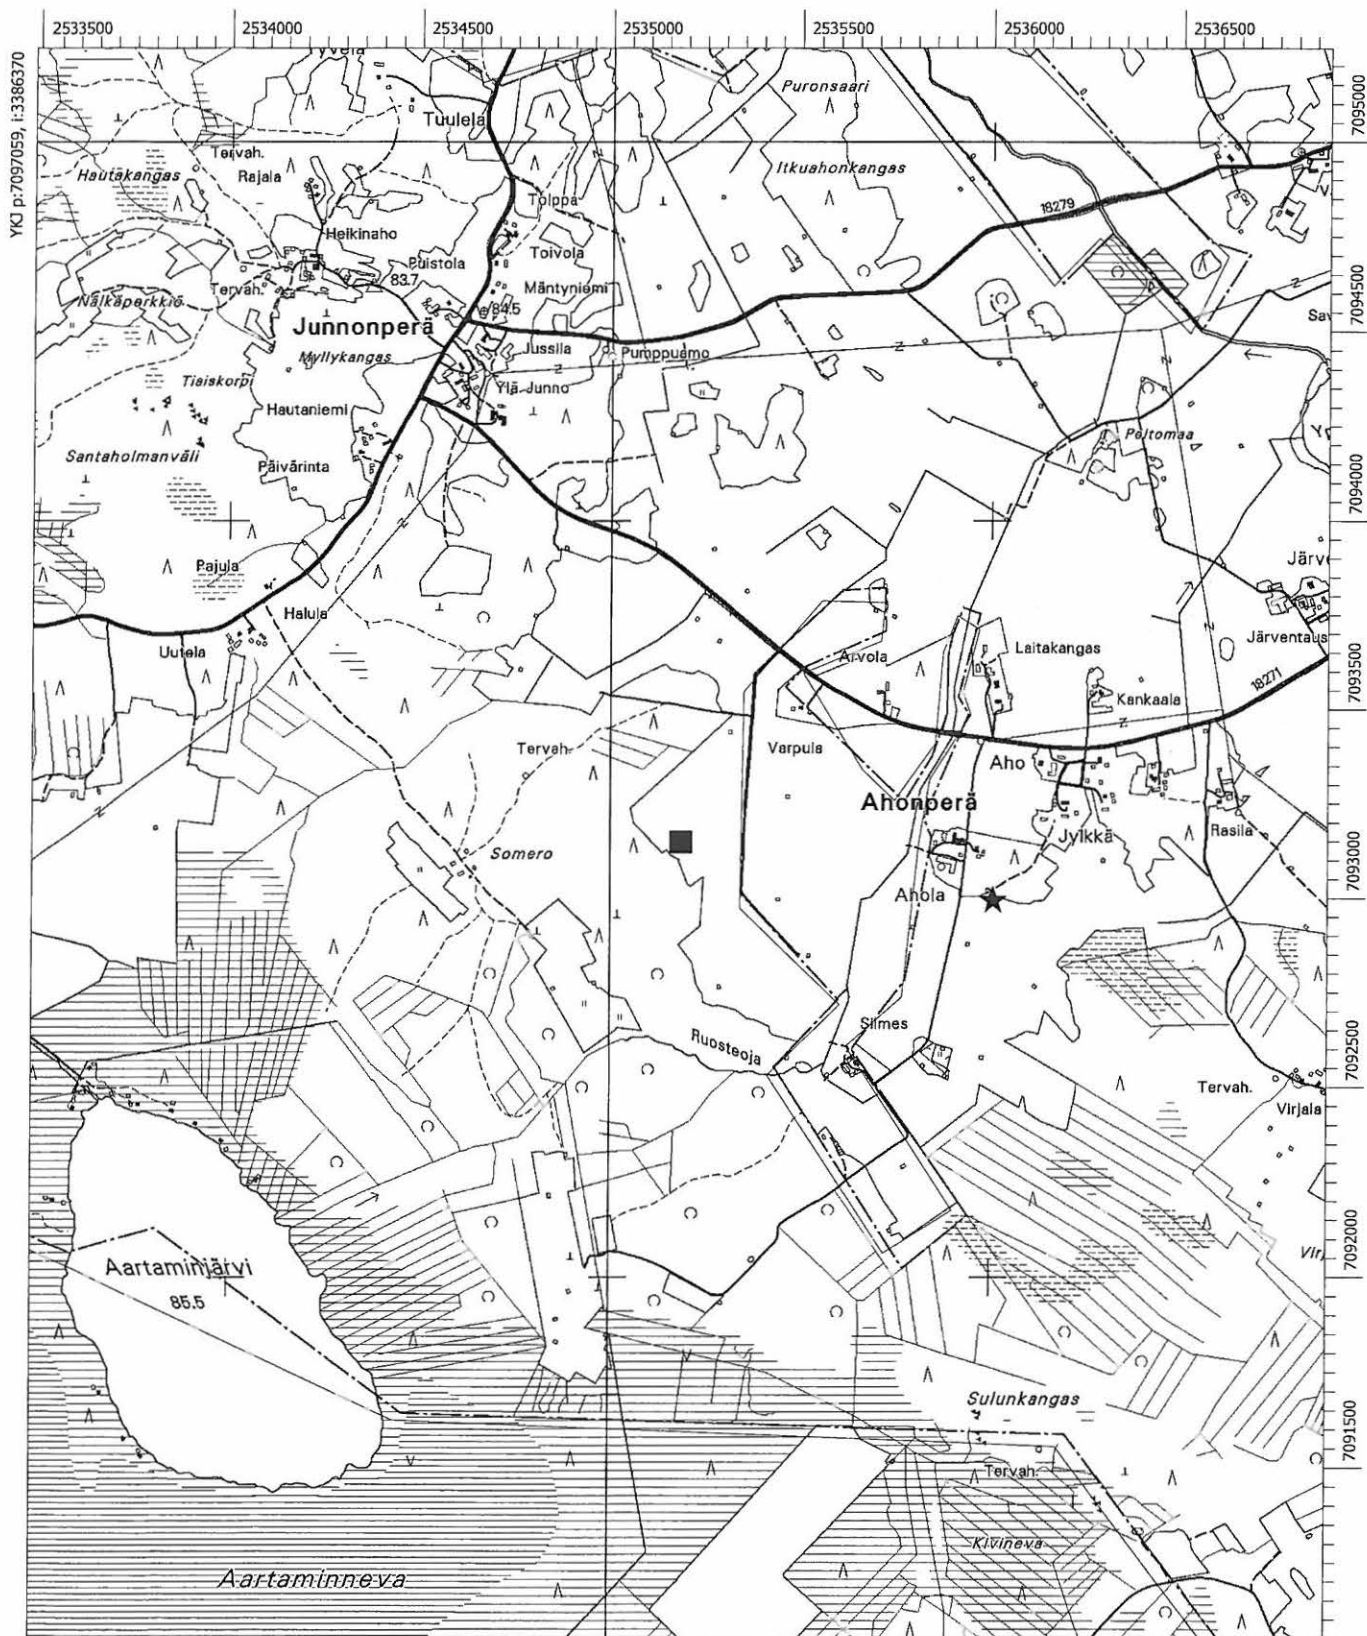 2533500
2534000
2534500
2535000
2535500
2536000
2536500
YKJ p:7097059, i:3386370
7095000
7094500
7094000
7093500
7093000
7092500
7092000
7091500
Puronsaari
Tuulela
Tervah.
Rajala
Hautakangas
Itkuahonkangas
18279
Tolppa
Heikinaho
Toivola
Puistola
83.7
Tervah.
Mäntyniemi
Nälkäperkkiö
84.5
Junnonperä
Jussila
Pumppuamo
Myllykangas
Tiaiskorpi
Ylä-Junno
Hautaniemi
Peltomaa
Santaholmanväli
Päivärinta
Pajula
Halula
Järventaus
Uutela
Arvola
Laitakangas
18271
Kankaala
Tervah.
Varpula
Aho
Ahonperä
Jylkkä
Rasila
Somero
Ahola
Siimes
Ruosteoja
Tervah.
Virjala
Aartaminjärvi
85.5
Sulunkangas
Tervah.
Kivineva
Aartaminneva